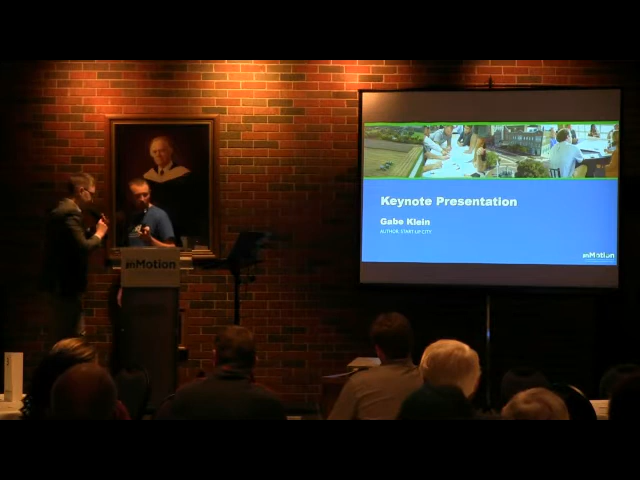 Keynote Presentation
Gabe Klein
AUTHOR, START UP CITY
inMotion
inMotion